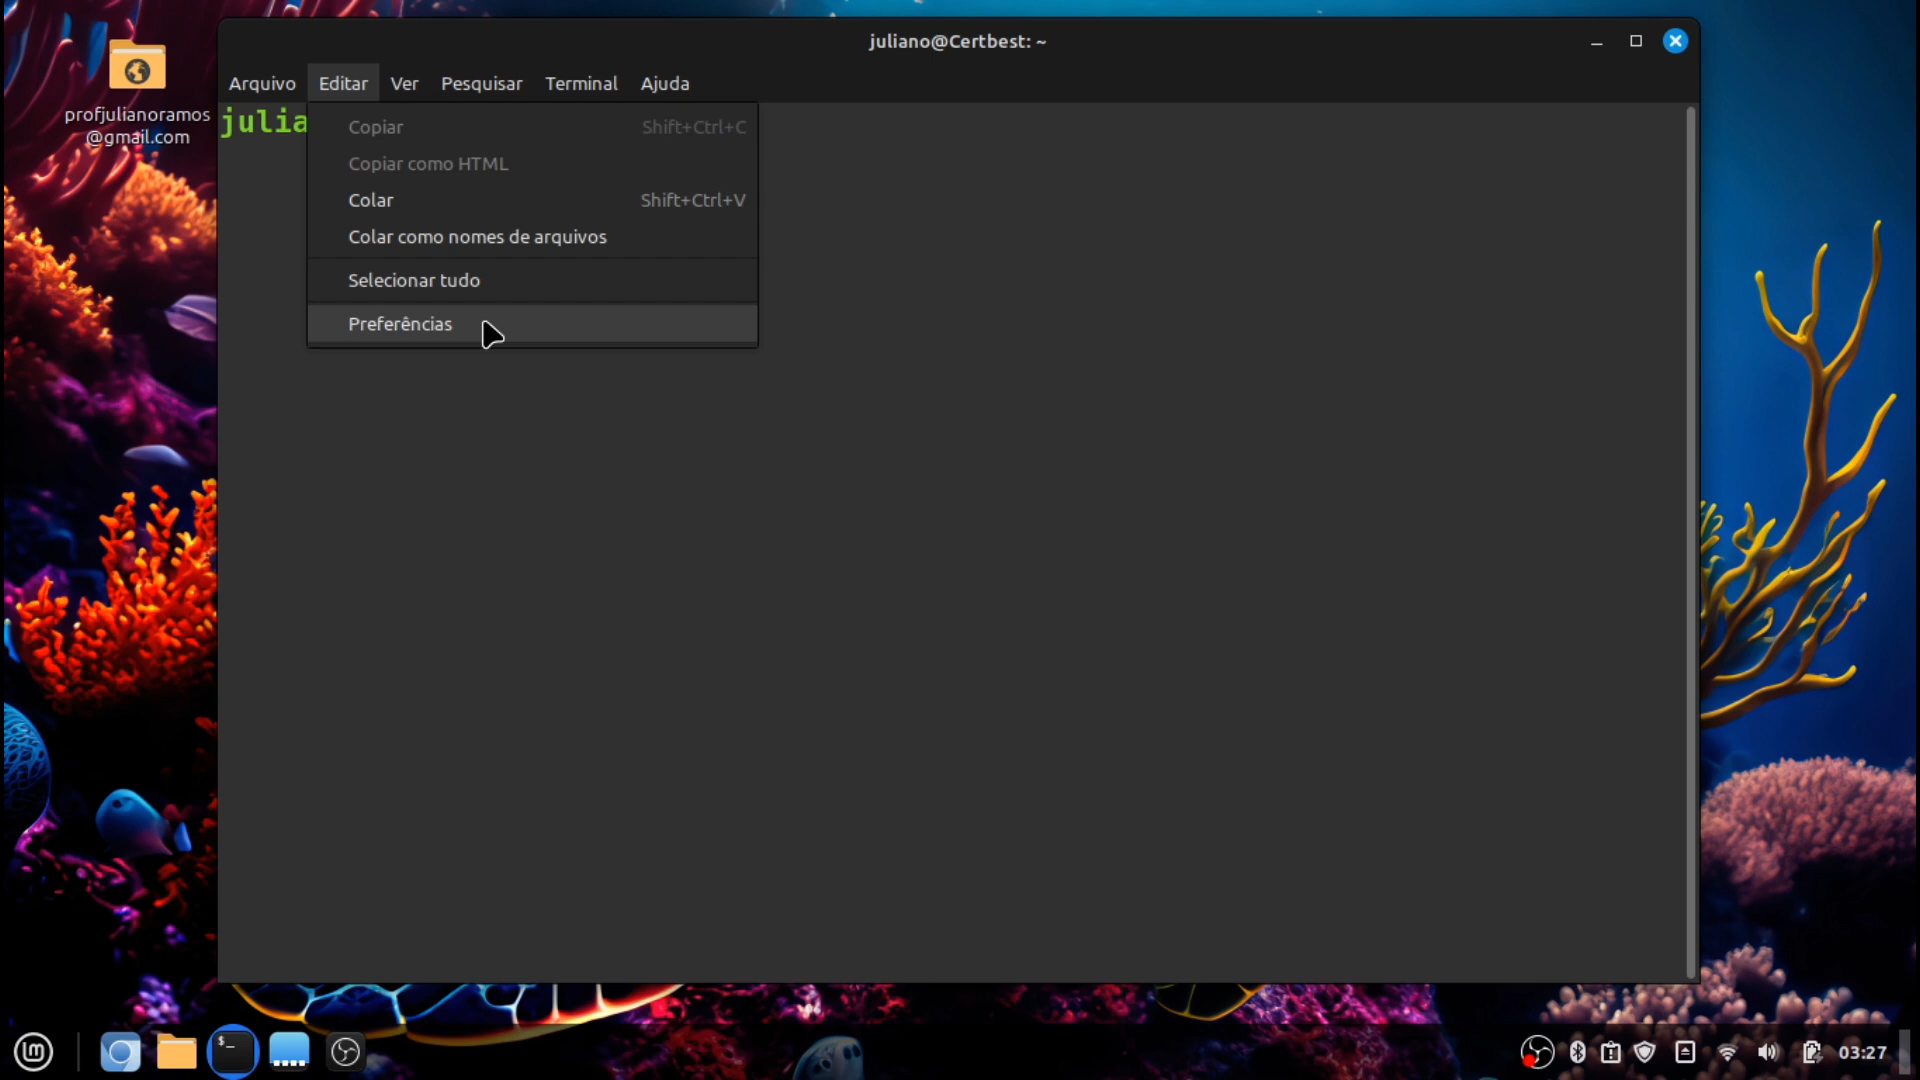 profjulianoramos
@gmail.com
juliano@Certbest: ~
Arquivo Editar Ver Pesquisar Terminal Ajuda
julia
Copiar Shift+Ctrl+C
Copiar como HTML
Colar Shift+Ctrl+V
Colar como nomes de arquivos
Selecionar tudo
Preferências
$_
03:27